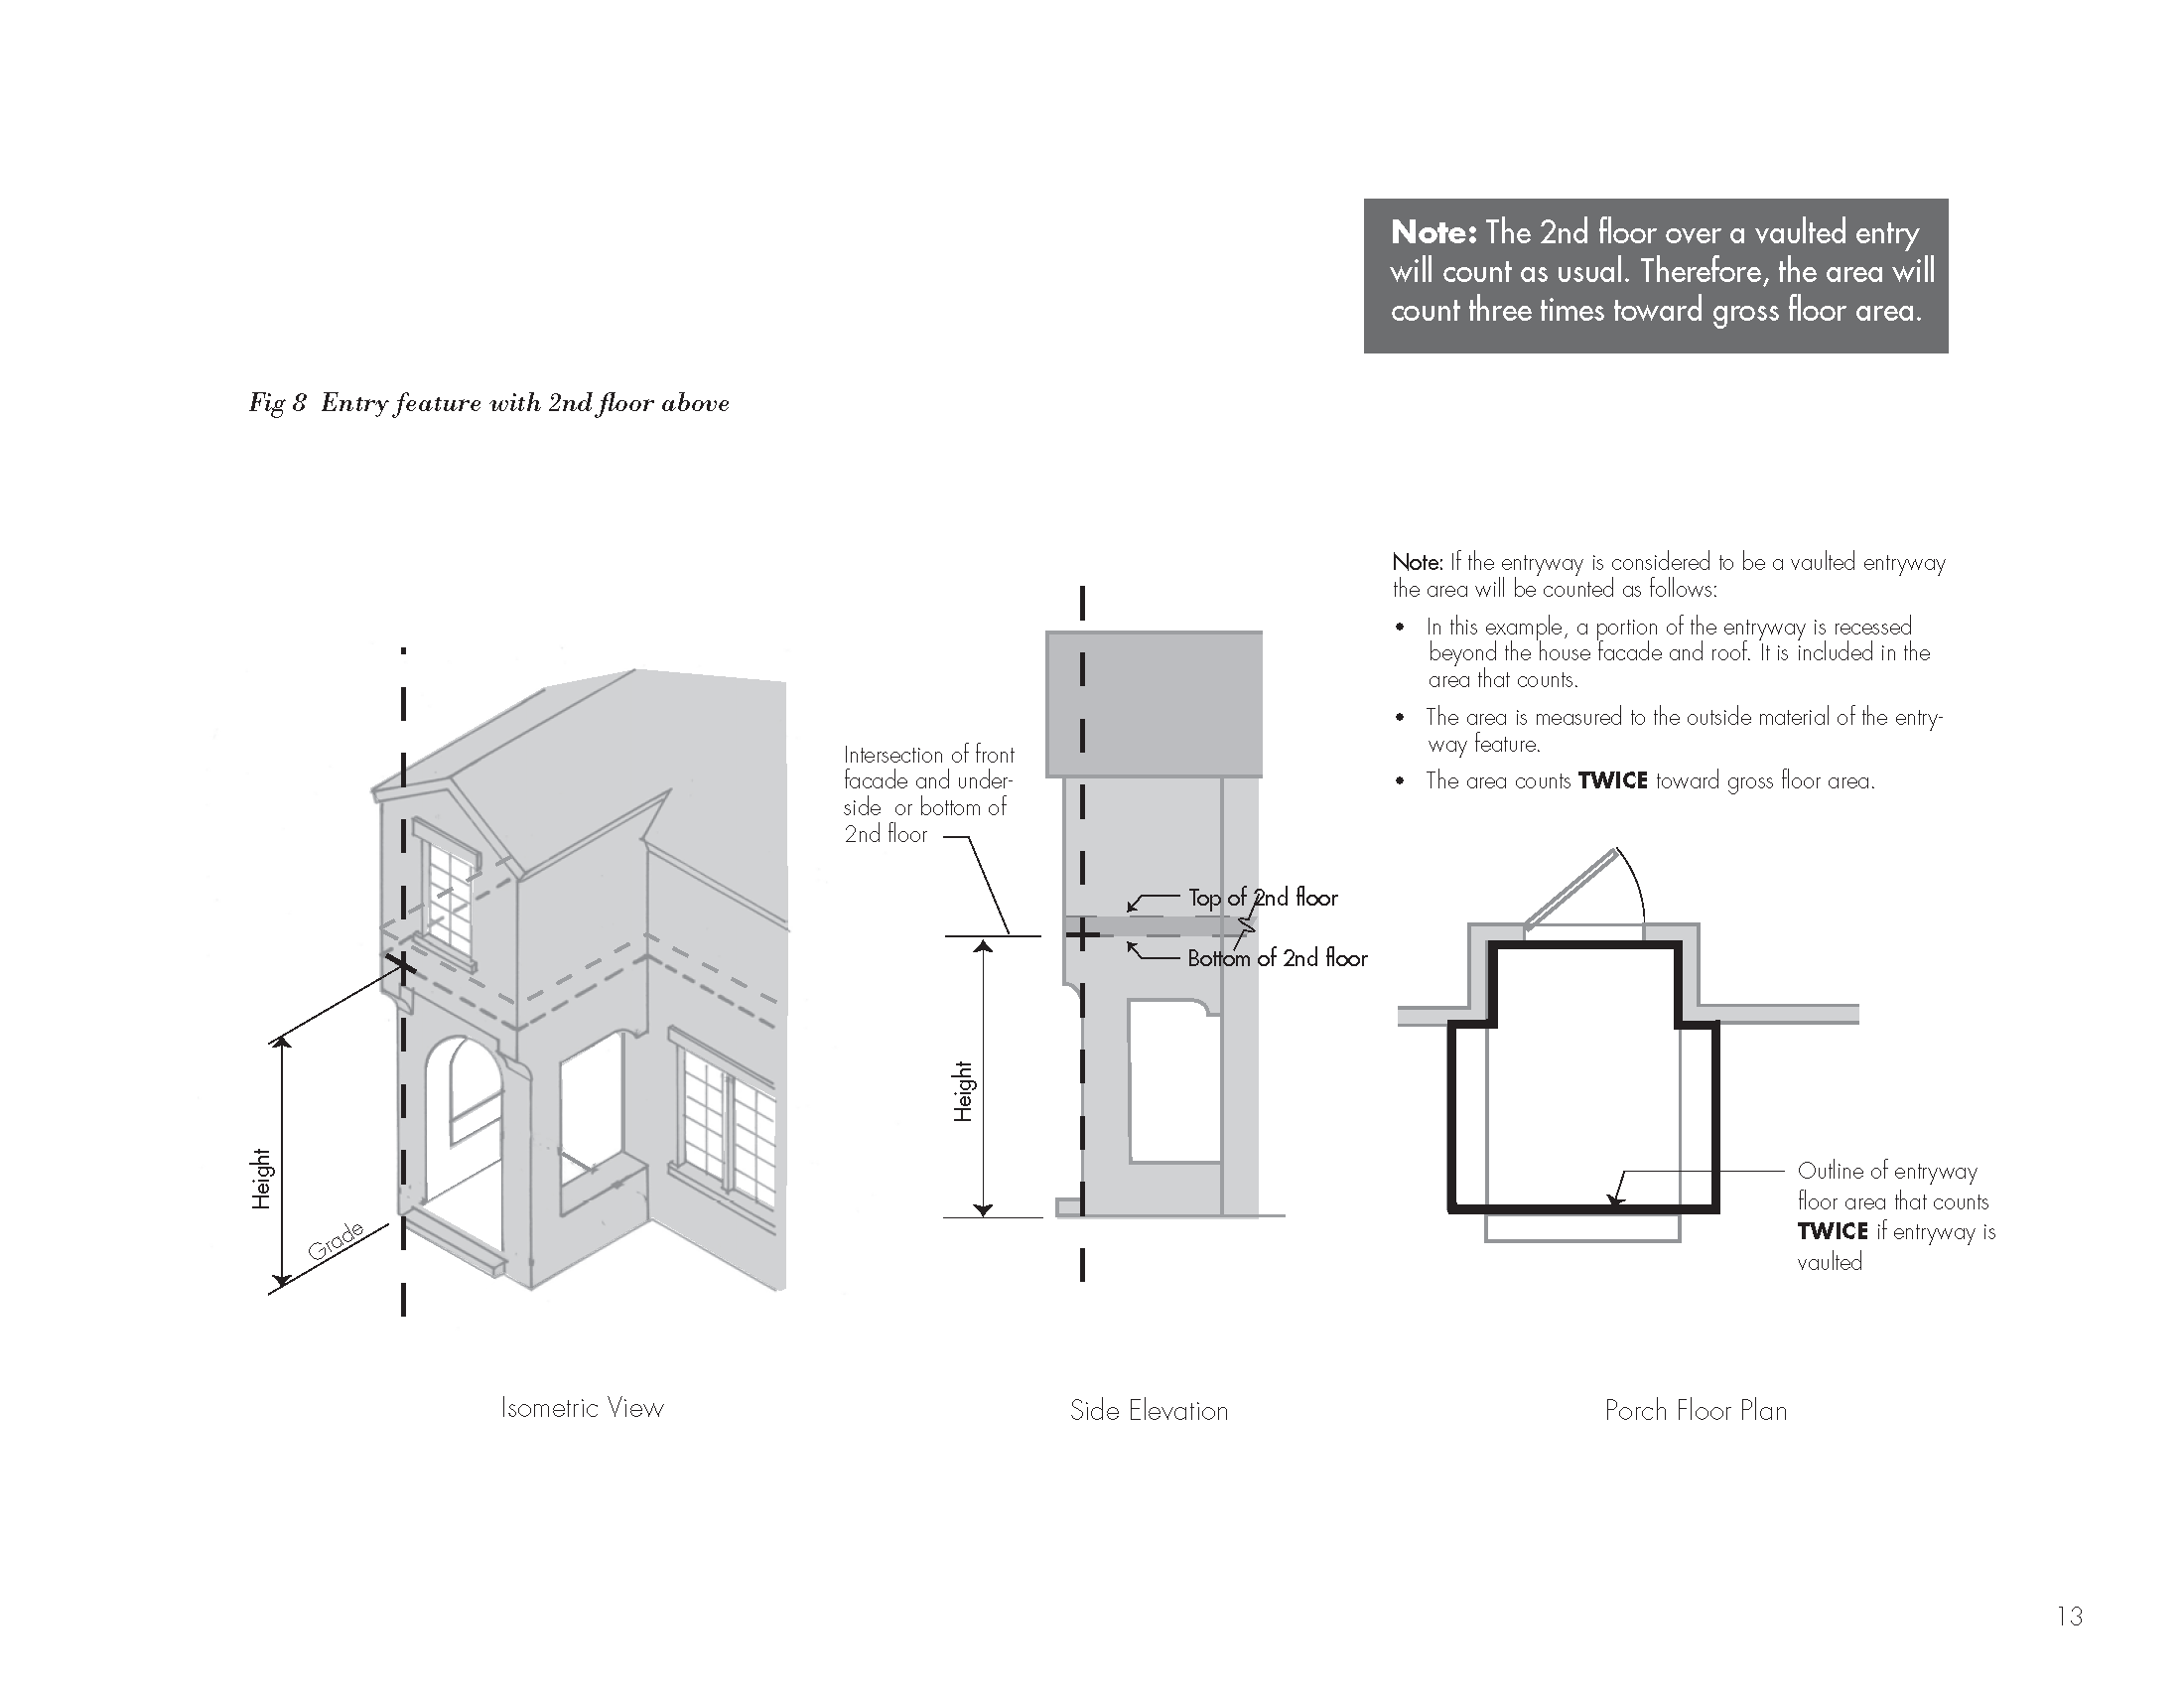 Note: The 2nd floor over a vaulted entry
will count as usual. Therefore, the area will
count three times toward gross floor area.
Fig 8 Entry feature with 2nd floor above
Note: If the entryway is considered to be a vaulted entryway
the area will be counted as follows:
• In this example, a portion of the entryway is recessed
beyond the house facade and roof. It is included in the
area that counts.
• The area is measured to the outside material of the entry-
way feature.
• The area counts TWICE toward gross floor area.
Intersection of front
facade and under-
side or bottom of
2nd floor
Top of 2nd floor
Bottom of 2nd floor
Height
Height
Grade
Outline of entryway
floor area that counts
TWICE if entryway is
vaulted
Isometric View
Side Elevation
Porch Floor Plan
13